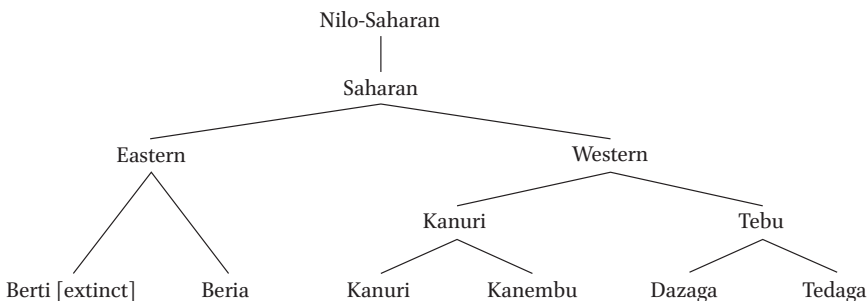 Nilo-Saharan
Saharan
Eastern Western
Kanuri Tebu
Berti [extinct] Beria Kanuri Kanembu Dazaga Tedaga